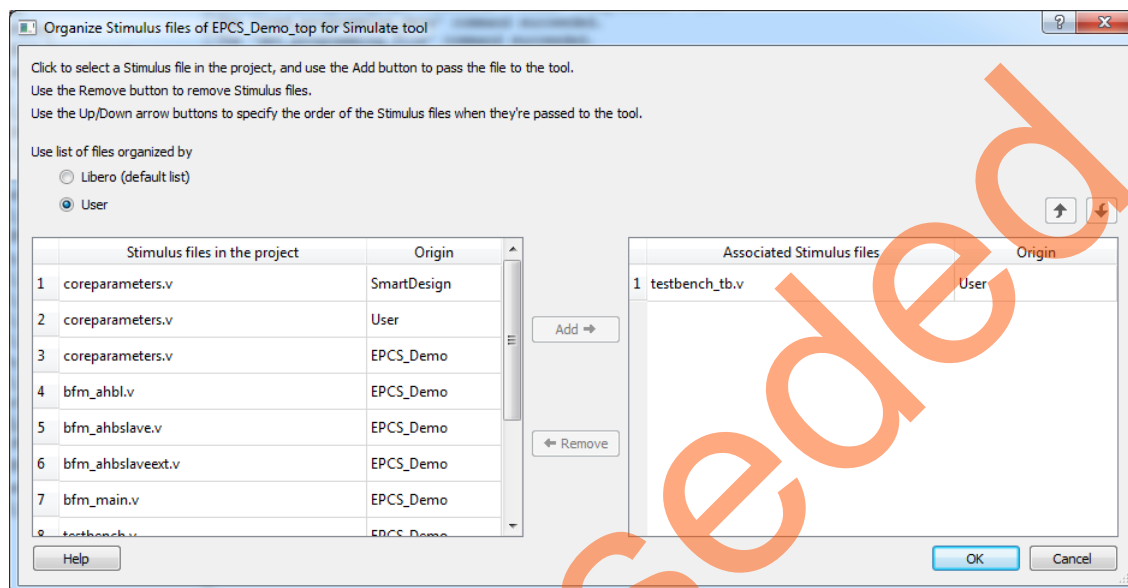 Organize Stimulus files of EPCS_Demo_top for Simulate tool
Click to select a Stimulus file in the project, and use the Add button to pass the file to the tool.
Use the Remove button to remove Stimulus files.
Use the Up/Down arrow buttons to specify the order of the Stimulus files when they're passed to the tool.
Use list of files organized by
Libero (default list)
User
Stimulus files in the project Origin
1 coreparameters.v SmartDesign
2 coreparameters.v User
3 coreparameters.v EPCS_Demo
4 bfm_ahbl.v EPCS_Demo
5 bfm_ahbslave.v EPCS_Demo
6 bfm_ahbslaveext.v EPCS_Demo
7 bfm_main.v EPCS_Demo
8 testbench.v EPCS_Demo
Add
Remove
Associated Stimulus files Origin
1 testbench_tb.v User
Help
OK Cancel
seded